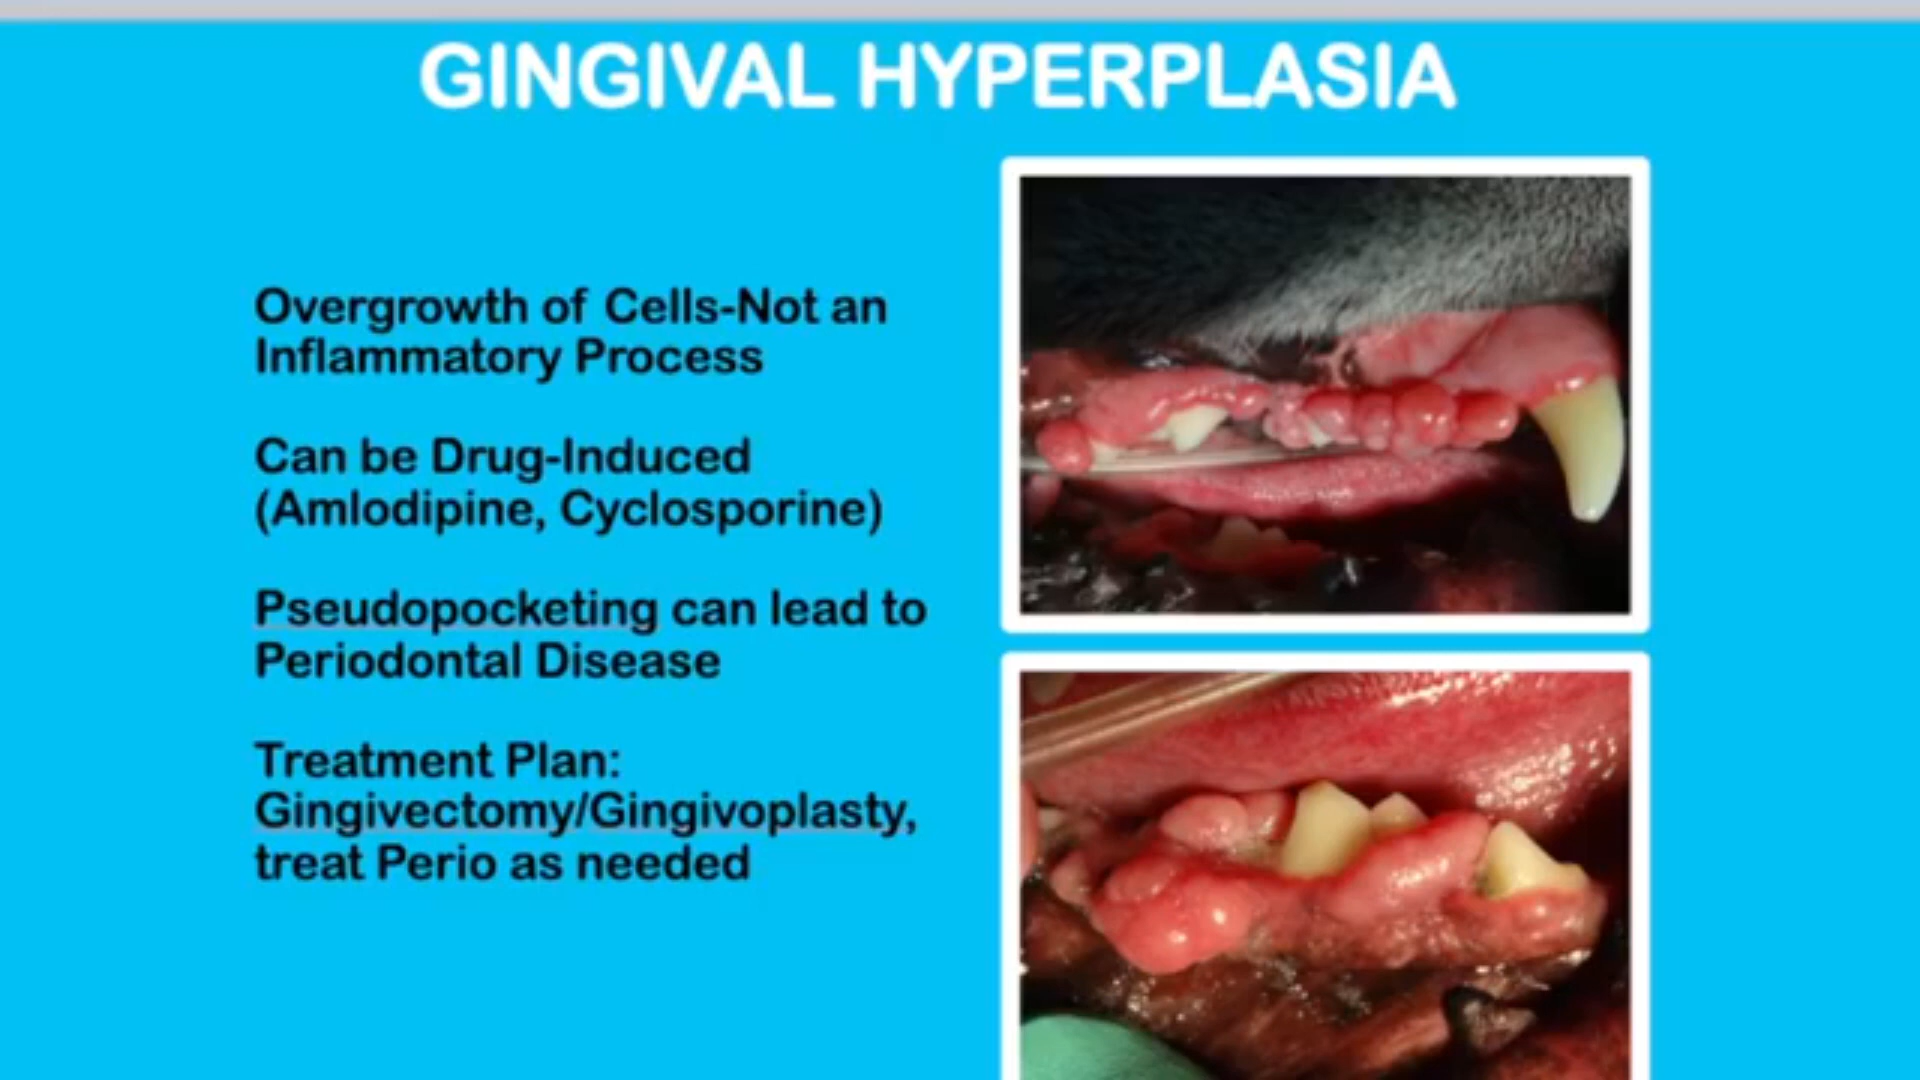 GINGIVAL HYPERPLASIA
Overgrowth of Cells-Not an
Inflammatory Process
Can be Drug-Induced
(Amlodipine, Cyclosporine)
Pseudopocketing can lead to
Periodontal Disease
Treatment Plan:
Gingivectomy/Gingivoplasty,
treat Perio as needed